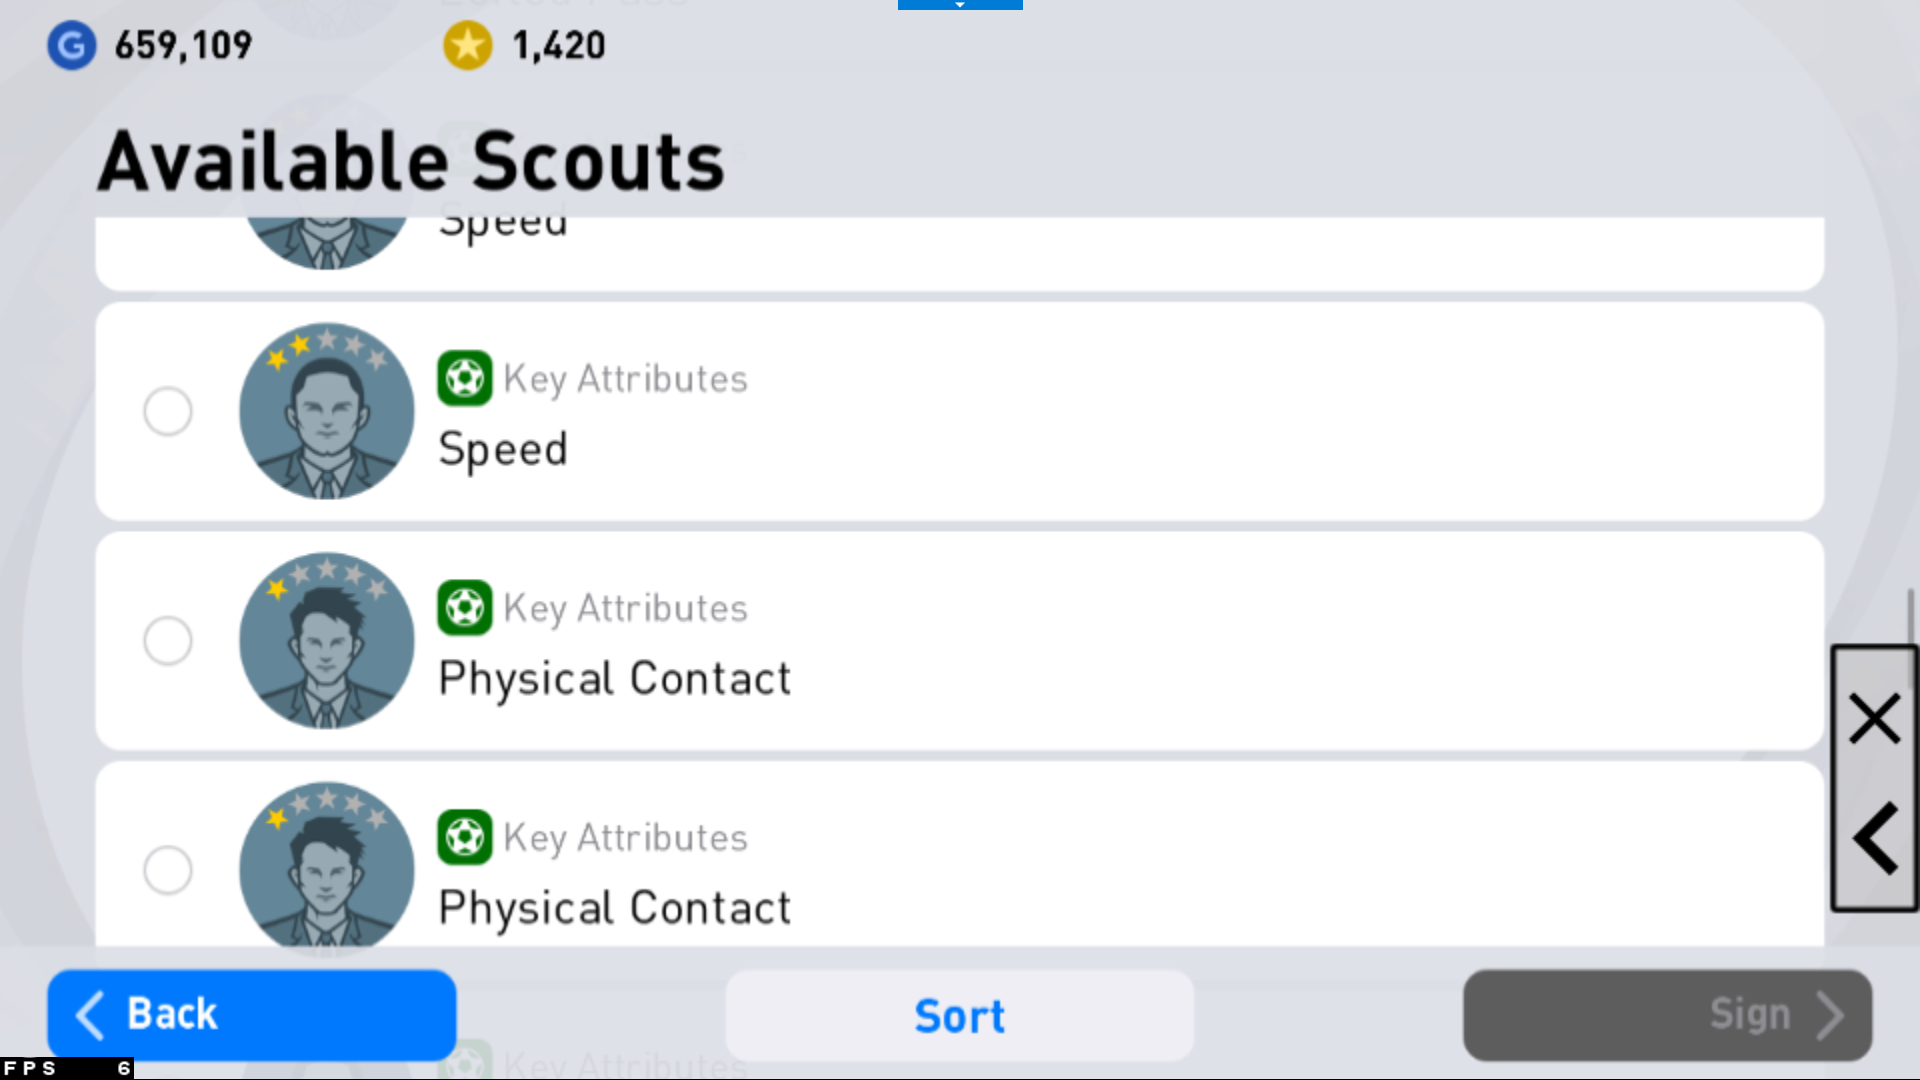 659,109
1,420
Available Scouts
Speed
Key Attributes
Speed
Key Attributes
Physical Contact
Key Attributes
Physical Contact
Back
Sort
Sign
Key Attributes
FPS 6